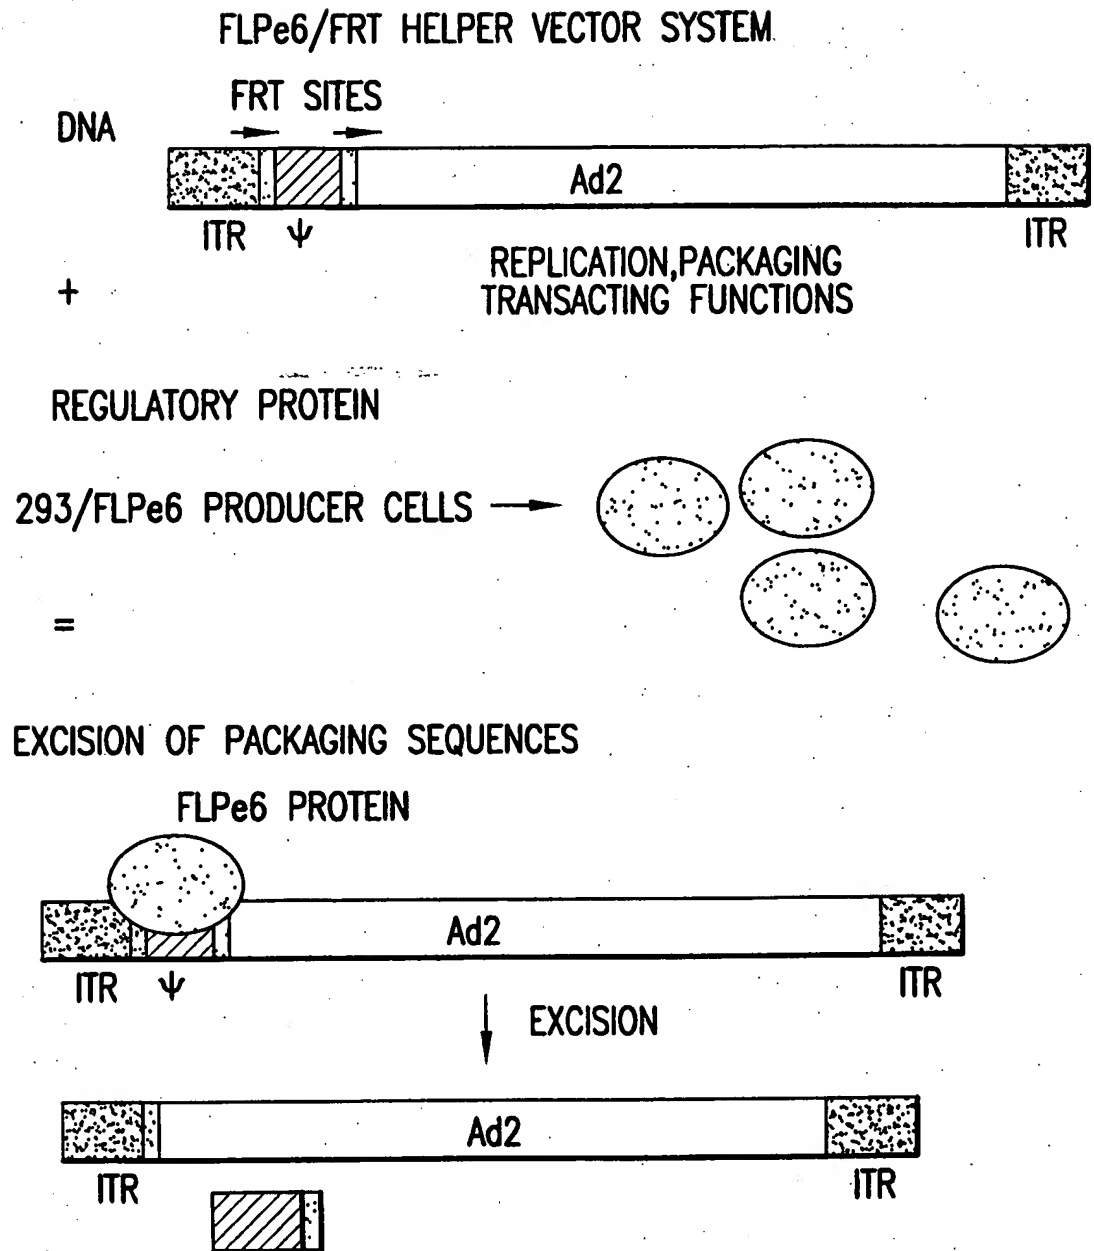 FLPe6/FRT HELPER VECTOR SYSTEM
FRT SITES
DNA
Ad2
ITR ψ ITR
REPLICATION,PACKAGING
TRANSACTING FUNCTIONS
+
REGULATORY PROTEIN
293/FLPe6 PRODUCER CELLS
=
EXCISION OF PACKAGING SEQUENCES
FLPe6 PROTEIN
Ad2
ITR ψ ITR
EXCISION
Ad2
ITR ITR